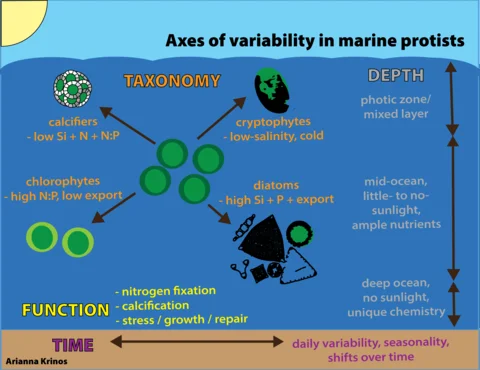 Axes of variability in marine protists
TAXONOMY
DEPTH
calcifiers
- low Si + N + N:P
cryptophytes
- low-salinity, cold
photic zone/
mixed layer
chlorophytes
- high N:P, low export
diatoms
- high Si + P + export
mid-ocean,
little- to no-
sunlight,
ample nutrients
deep ocean,
no sunlight,
unique chemistry
FUNCTION
- nitrogen fixation
- calcification
- stress / growth / repair
TIME
daily variability, seasonality,
shifts over time
Arianna Krinos